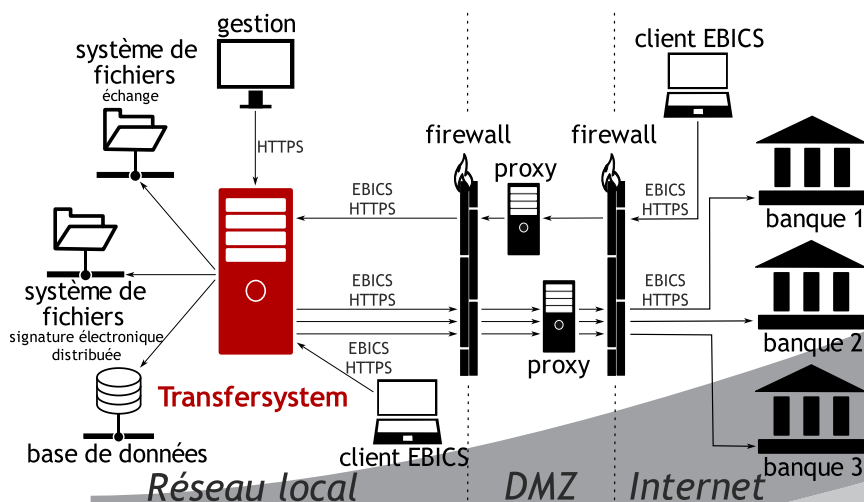 gestion
système de
fichiers
échange
HTTPS
client EBICS
firewall
firewall
proxy
EBICS
HTTPS
EBICS
HTTPS
banque 1
système de
fichiers
signature électronique
distribuée
EBICS
HTTPS
EBICS
HTTPS
banque 2
EBICS
HTTPS
proxy
Transfersystem
base de données
client EBICS
banque 3
Réseau local
DMZ
Internet